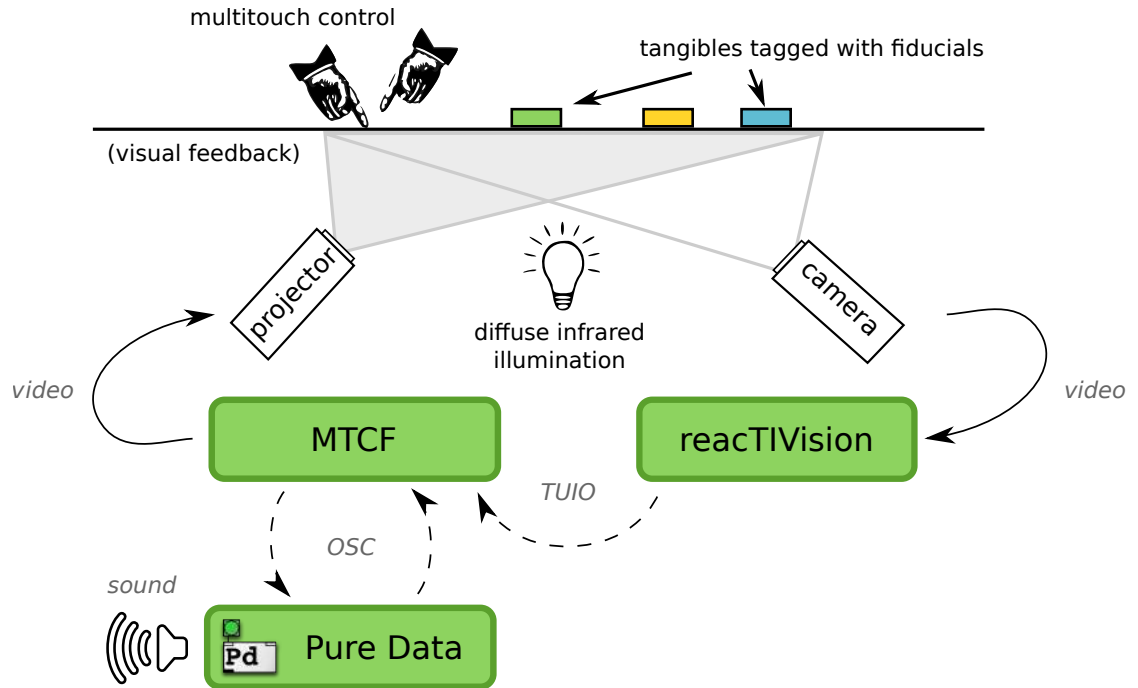 multitouch control
tangibles tagged with fiducials
(visual feedback)
projector
camera
diffuse infrared
illumination
video
video
MTCF
reacTIVision
TUIO
OSC
sound
Pd
Pure Data